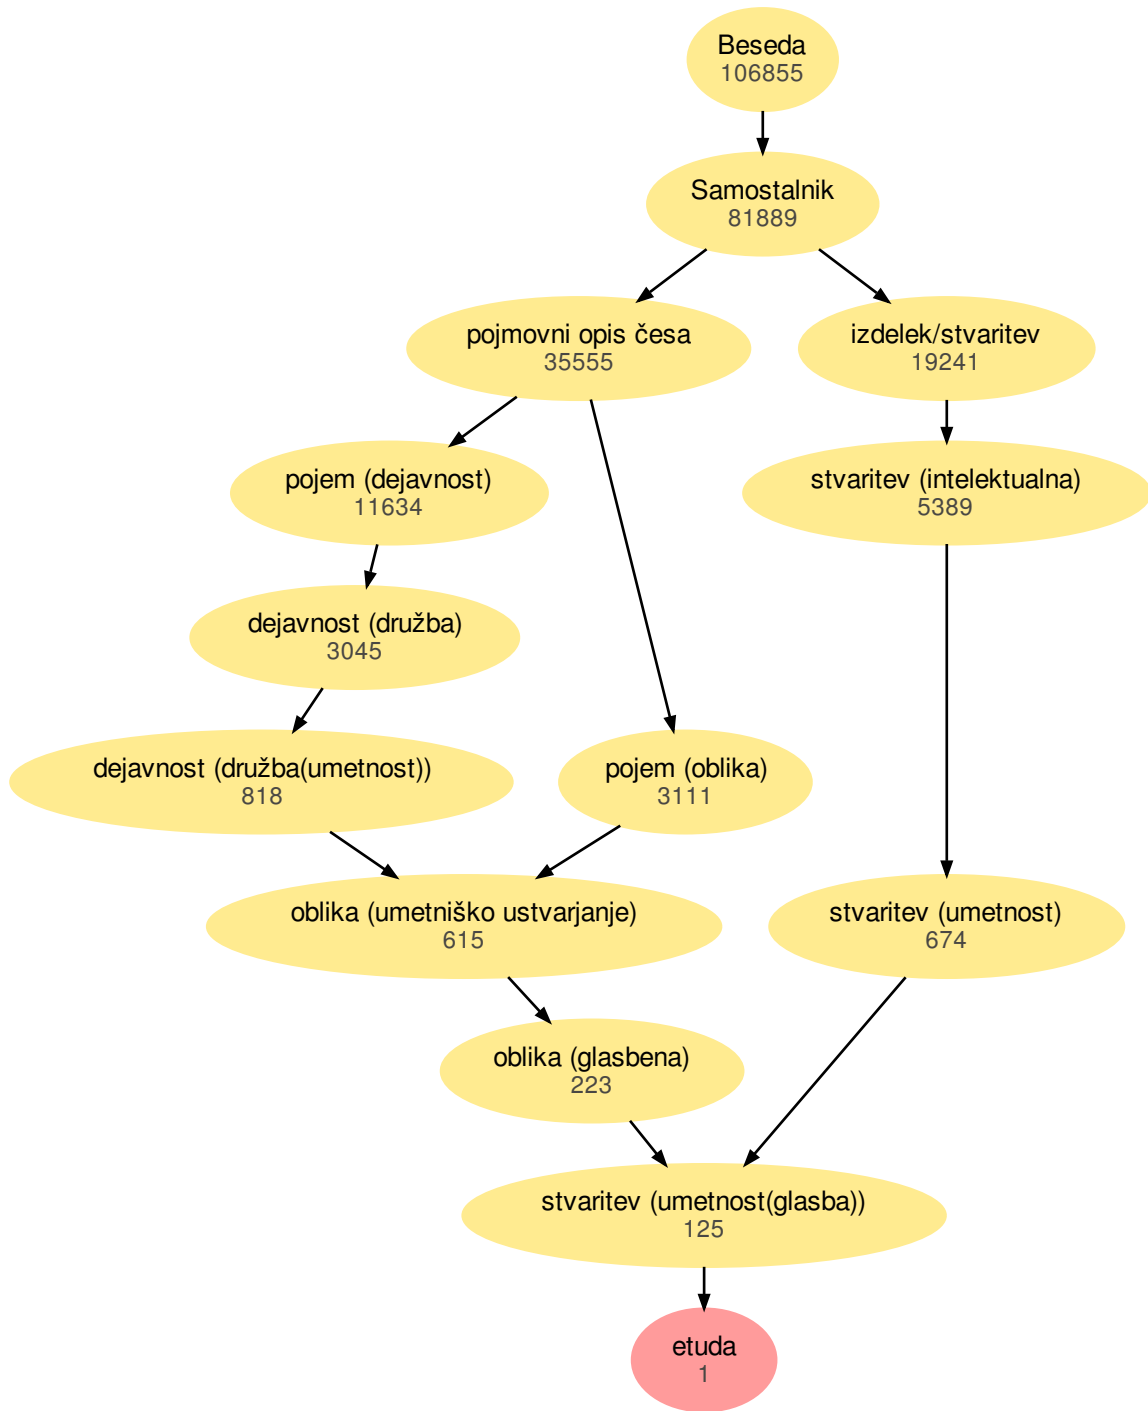 Beseda
106855
Samostalnik
81889
pojmovni opis česa
35555
izdelek/stvaritev
19241
pojem (dejavnost)
11634
stvaritev (intelektualna)
5389
dejavnost (družba)
3045
dejavnost (družba(umetnost))
818
pojem (oblika)
3111
oblika (umetniško ustvarjanje)
615
stvaritev (umetnost)
674
oblika (glasbena)
223
stvaritev (umetnost(glasba))
125
etuda
1